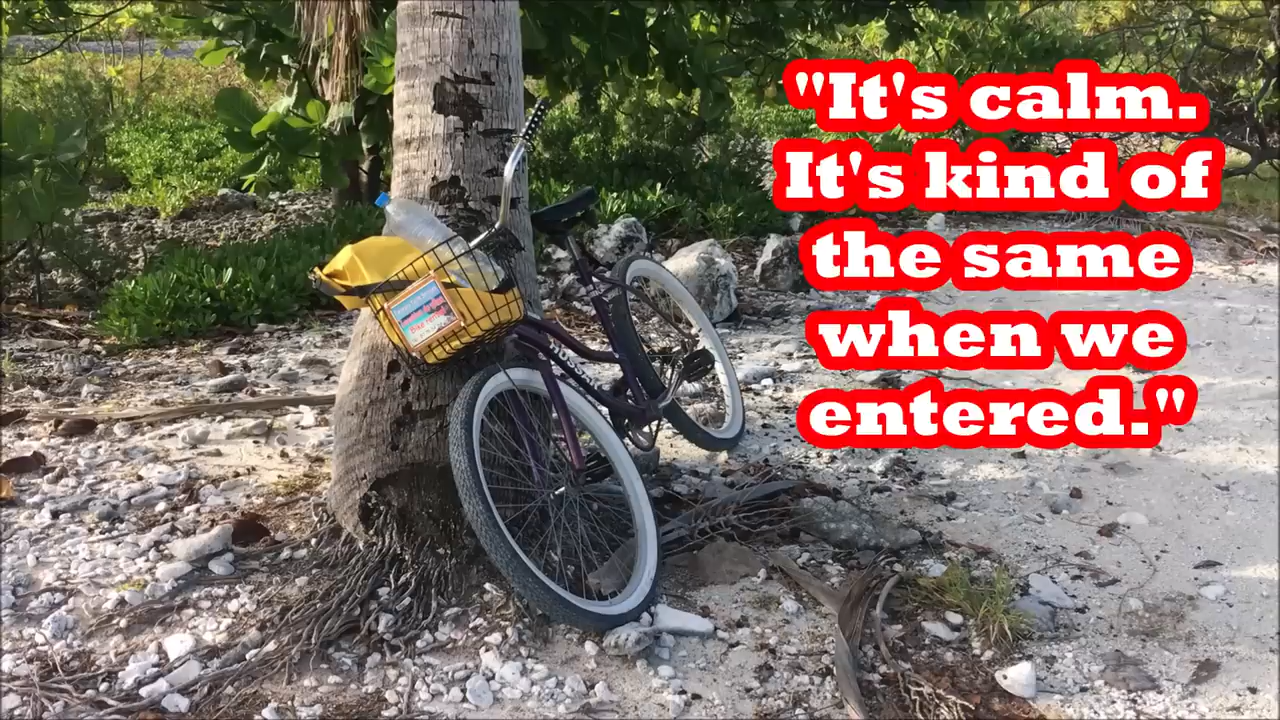 "It's calm.
It's kind of
the same
when we
entered."